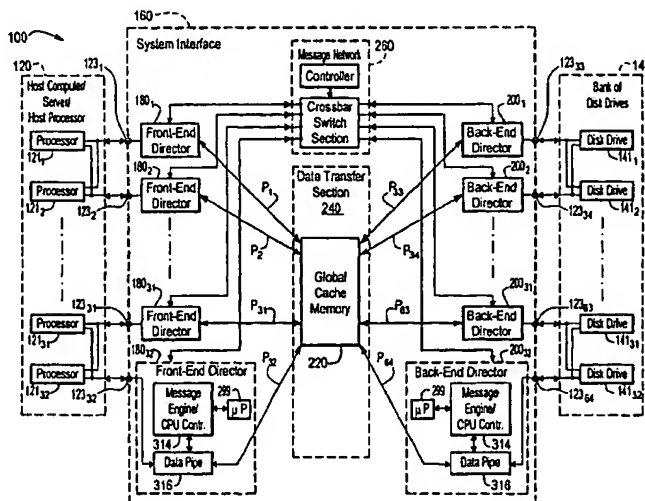 100
160
System Interface
120
Host Computer/
Server/
Host Processor
123₁
180₁
Message Network
260
Controller
Crossbar
Switch
Section
200₁
123₃₃
14
Bank of
Disk Drives
Processor
121₁
Front-End
Director
Back-End
Director
Disk Drive
141₁
180₂
200₂
Processor
121₂
123₂
Front-End
Director
P₁
P₂
Data Transfer
Section
240
P₃₃
P₃₄
Back-End
Director
123₃₄
Disk Drive
141₂
Global
Cache
Memory
220
123₃₁
180₃₁
200₃₁
123₆₃
Processor
121₃₁
Front-End
Director
P₃₁
P₆₃
Back-End
Director
Disk Drive
141₃₁
180₃₂
200₃₂
Processor
121₃₂
123₃₂
P₃₂
P₆₄
123₆₄
Disk Drive
141₃₂
Front-End Director
Message
Engine/
CPU Contr.
314
299
μP
Data Pipe
316
Back-End Director
299
μP
Message
Engine/
CPU Contr.
314
Data Pipe
316